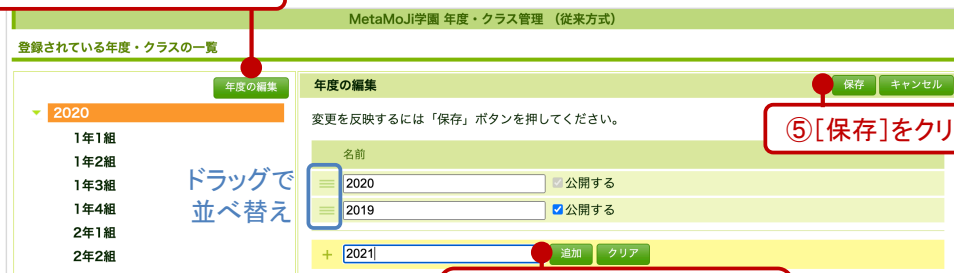 MetaMoJi学園 年度・クラス管理 （従来方式）
登録されている年度・クラスの一覧
年度の編集
2020
1年1組
1年2組
1年3組
1年4組
2年1組
2年2組
年度の編集
保存
キャンセル
変更を反映するには「保存」ボタンを押してください。
⑤[保存]をクリ
名前
ドラッグで
並べ替え
2020
公開する
2019
公開する
+
2021
追加
クリア